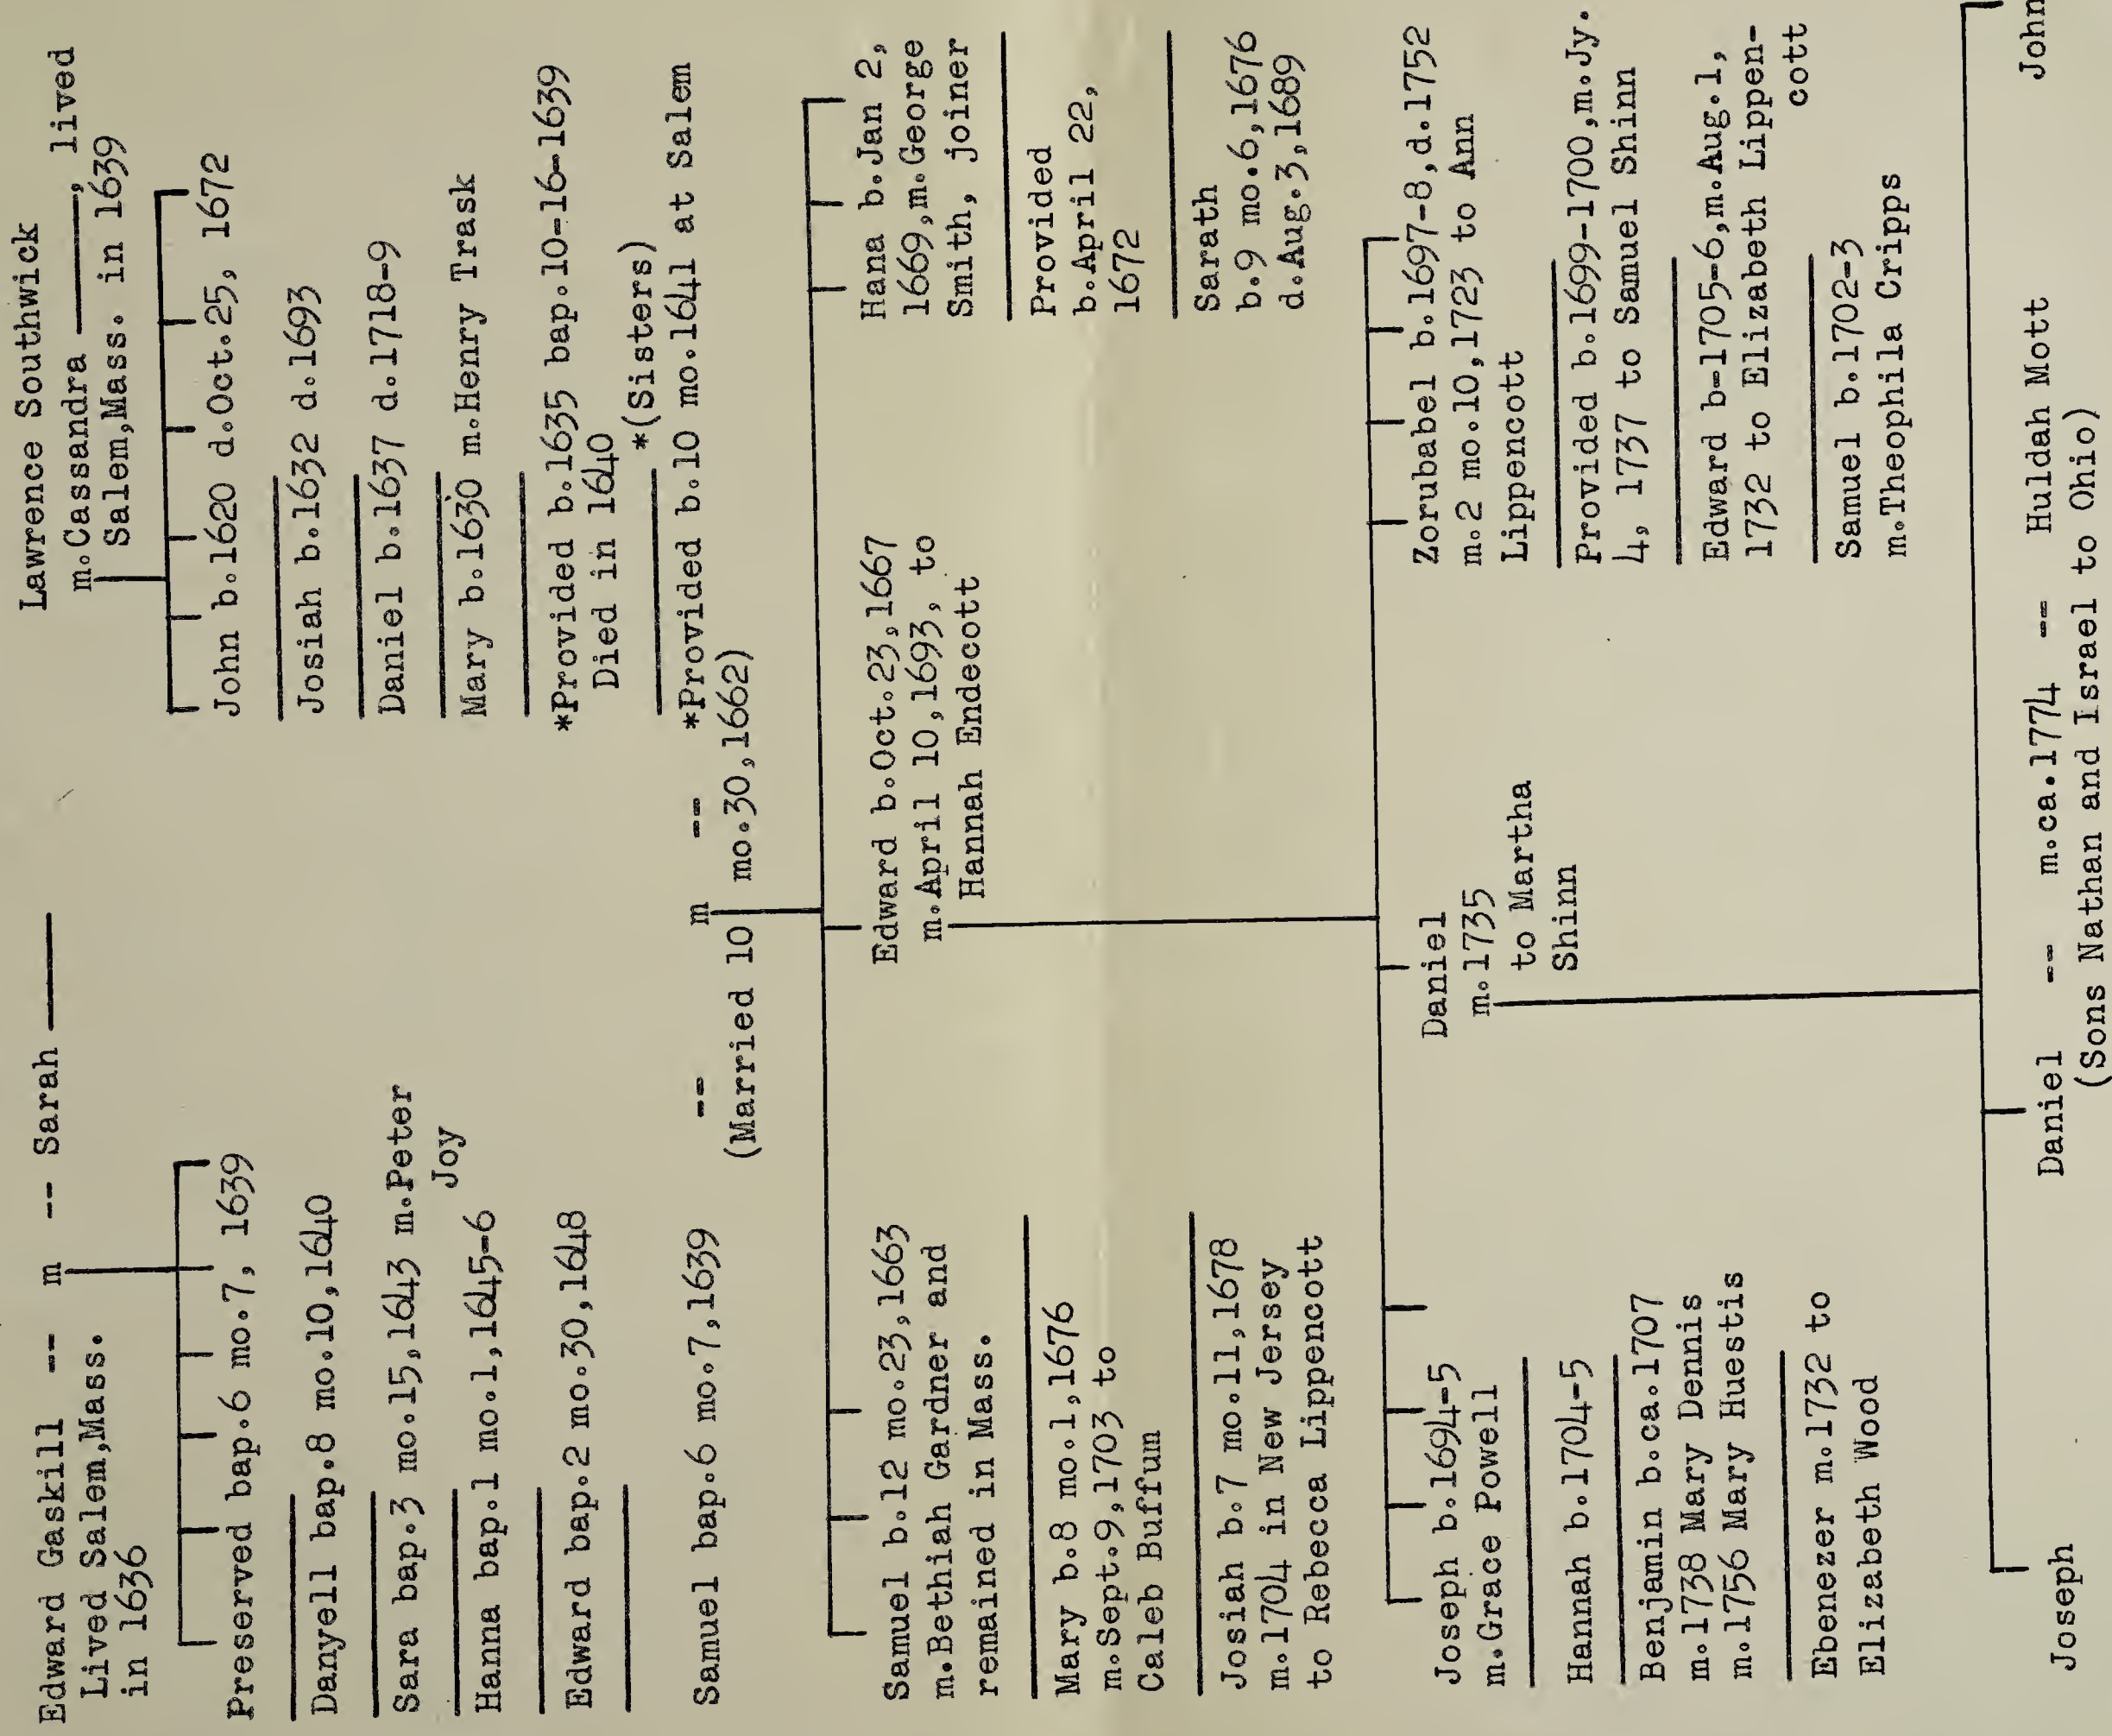 Edward Gaskill -- m -- Sarah
Lived Salem,Mass.
in 1636
Preserved bap.6 mo.7, 1639
Danyell bap.8 mo.10,1640
Sara bap.3 mo.15,1643 m.Peter
Joy
Hanna bap.1 mo.1,1645-6
Edward bap.2 mo.30,1648
Lawrence Southwick
m.Cassandra ____, lived
Salem,Mass. in 1639
John b.1620 d.Oct.25, 1672
Josiah b.1632 d.1693
Daniel b.1637 d.1718-9
Mary b.1630 m.Henry Trask
*Provided b.1635 bap.10-16-1639
Died in 1640
*(Sisters)
Samuel bap.6 mo.7,1639 -- m -- *Provided b.10 mo.1641 at Salem
(Married 10 mo.30,1662)
Samuel b.12 mo.23,1663
m.Bethiah Gardner and
remained in Mass.
Mary b.8 mo.1,1676
m.Sept.9,1703 to
Caleb Buffum
Josiah b.7 mo.11,1678
m.1704 in New Jersey
to Rebecca Lippencott
Edward b.Oct.23,1667
m.April 10,1693, to
Hannah Endecott
Hana b.Jan 2,
1669,m.George
Smith, joiner
Provided
b.April 22,
1672
Sarath
b.9 mo.6,1676
d.Aug.3,1689
Joseph b.1694-5
m.Grace Powell
Hannah b.1704-5
Benjamin b.ca.1707
m.1738 Mary Dennis
m.1756 Mary Huestis
Ebenezer m.1732 to
Elizabeth Wood
Daniel
m.1735
to Martha
Shinn
Zorubabel b.1697-8,d.1752
m.2 mo.10,1723 to Ann
Lippencott
Provided b.1699-1700,m.Jy.
4, 1737 to Samuel Shinn
Edward b-1705-6,m.Aug.1,
1732 to Elizabeth Lippen-
cott
Samuel b.1702-3
m.Theophila Cripps
Joseph
Daniel -- m.ca.1774 -- Huldah Mott
(Sons Nathan and Israel to Ohio)
John